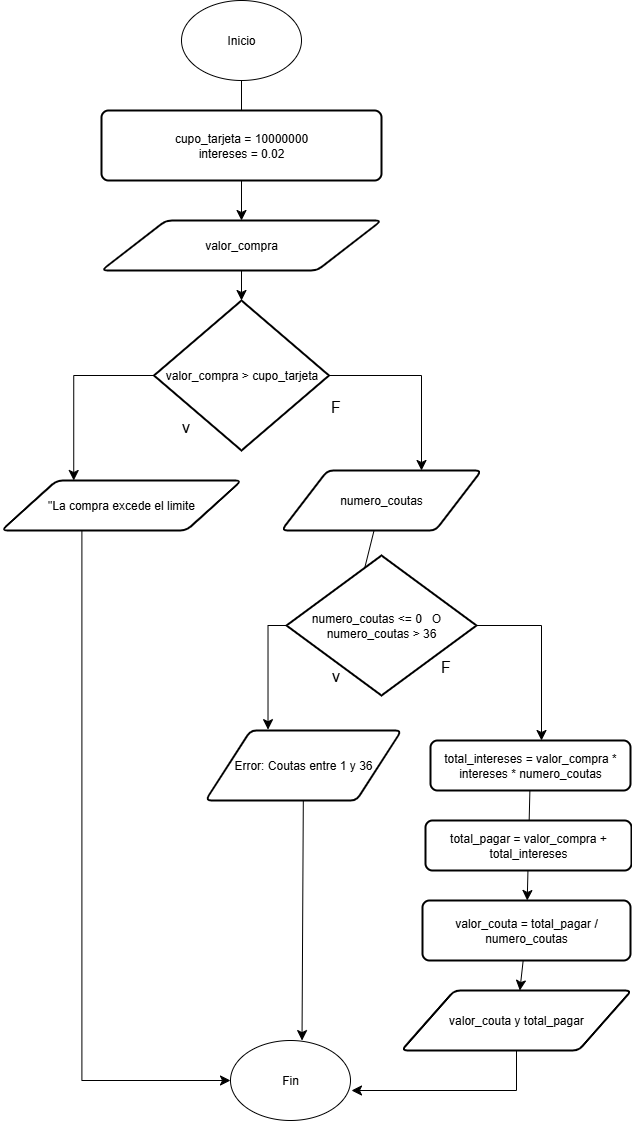 Inicio
cupo_tarjeta = 10000000
intereses = 0.02
valor_compra
valor_compra > cupo_tarjeta
F
v
"La compra excede el limite
numero_coutas
numero_coutas <= 0 O
numero_coutas > 36
F
v
total_intereses = valor_compra *
intereses * numero_coutas
Error: Coutas entre 1 y 36
total_pagar = valor_compra +
total_intereses
valor_couta = total_pagar /
numero_coutas
valor_couta y total_pagar
Fin